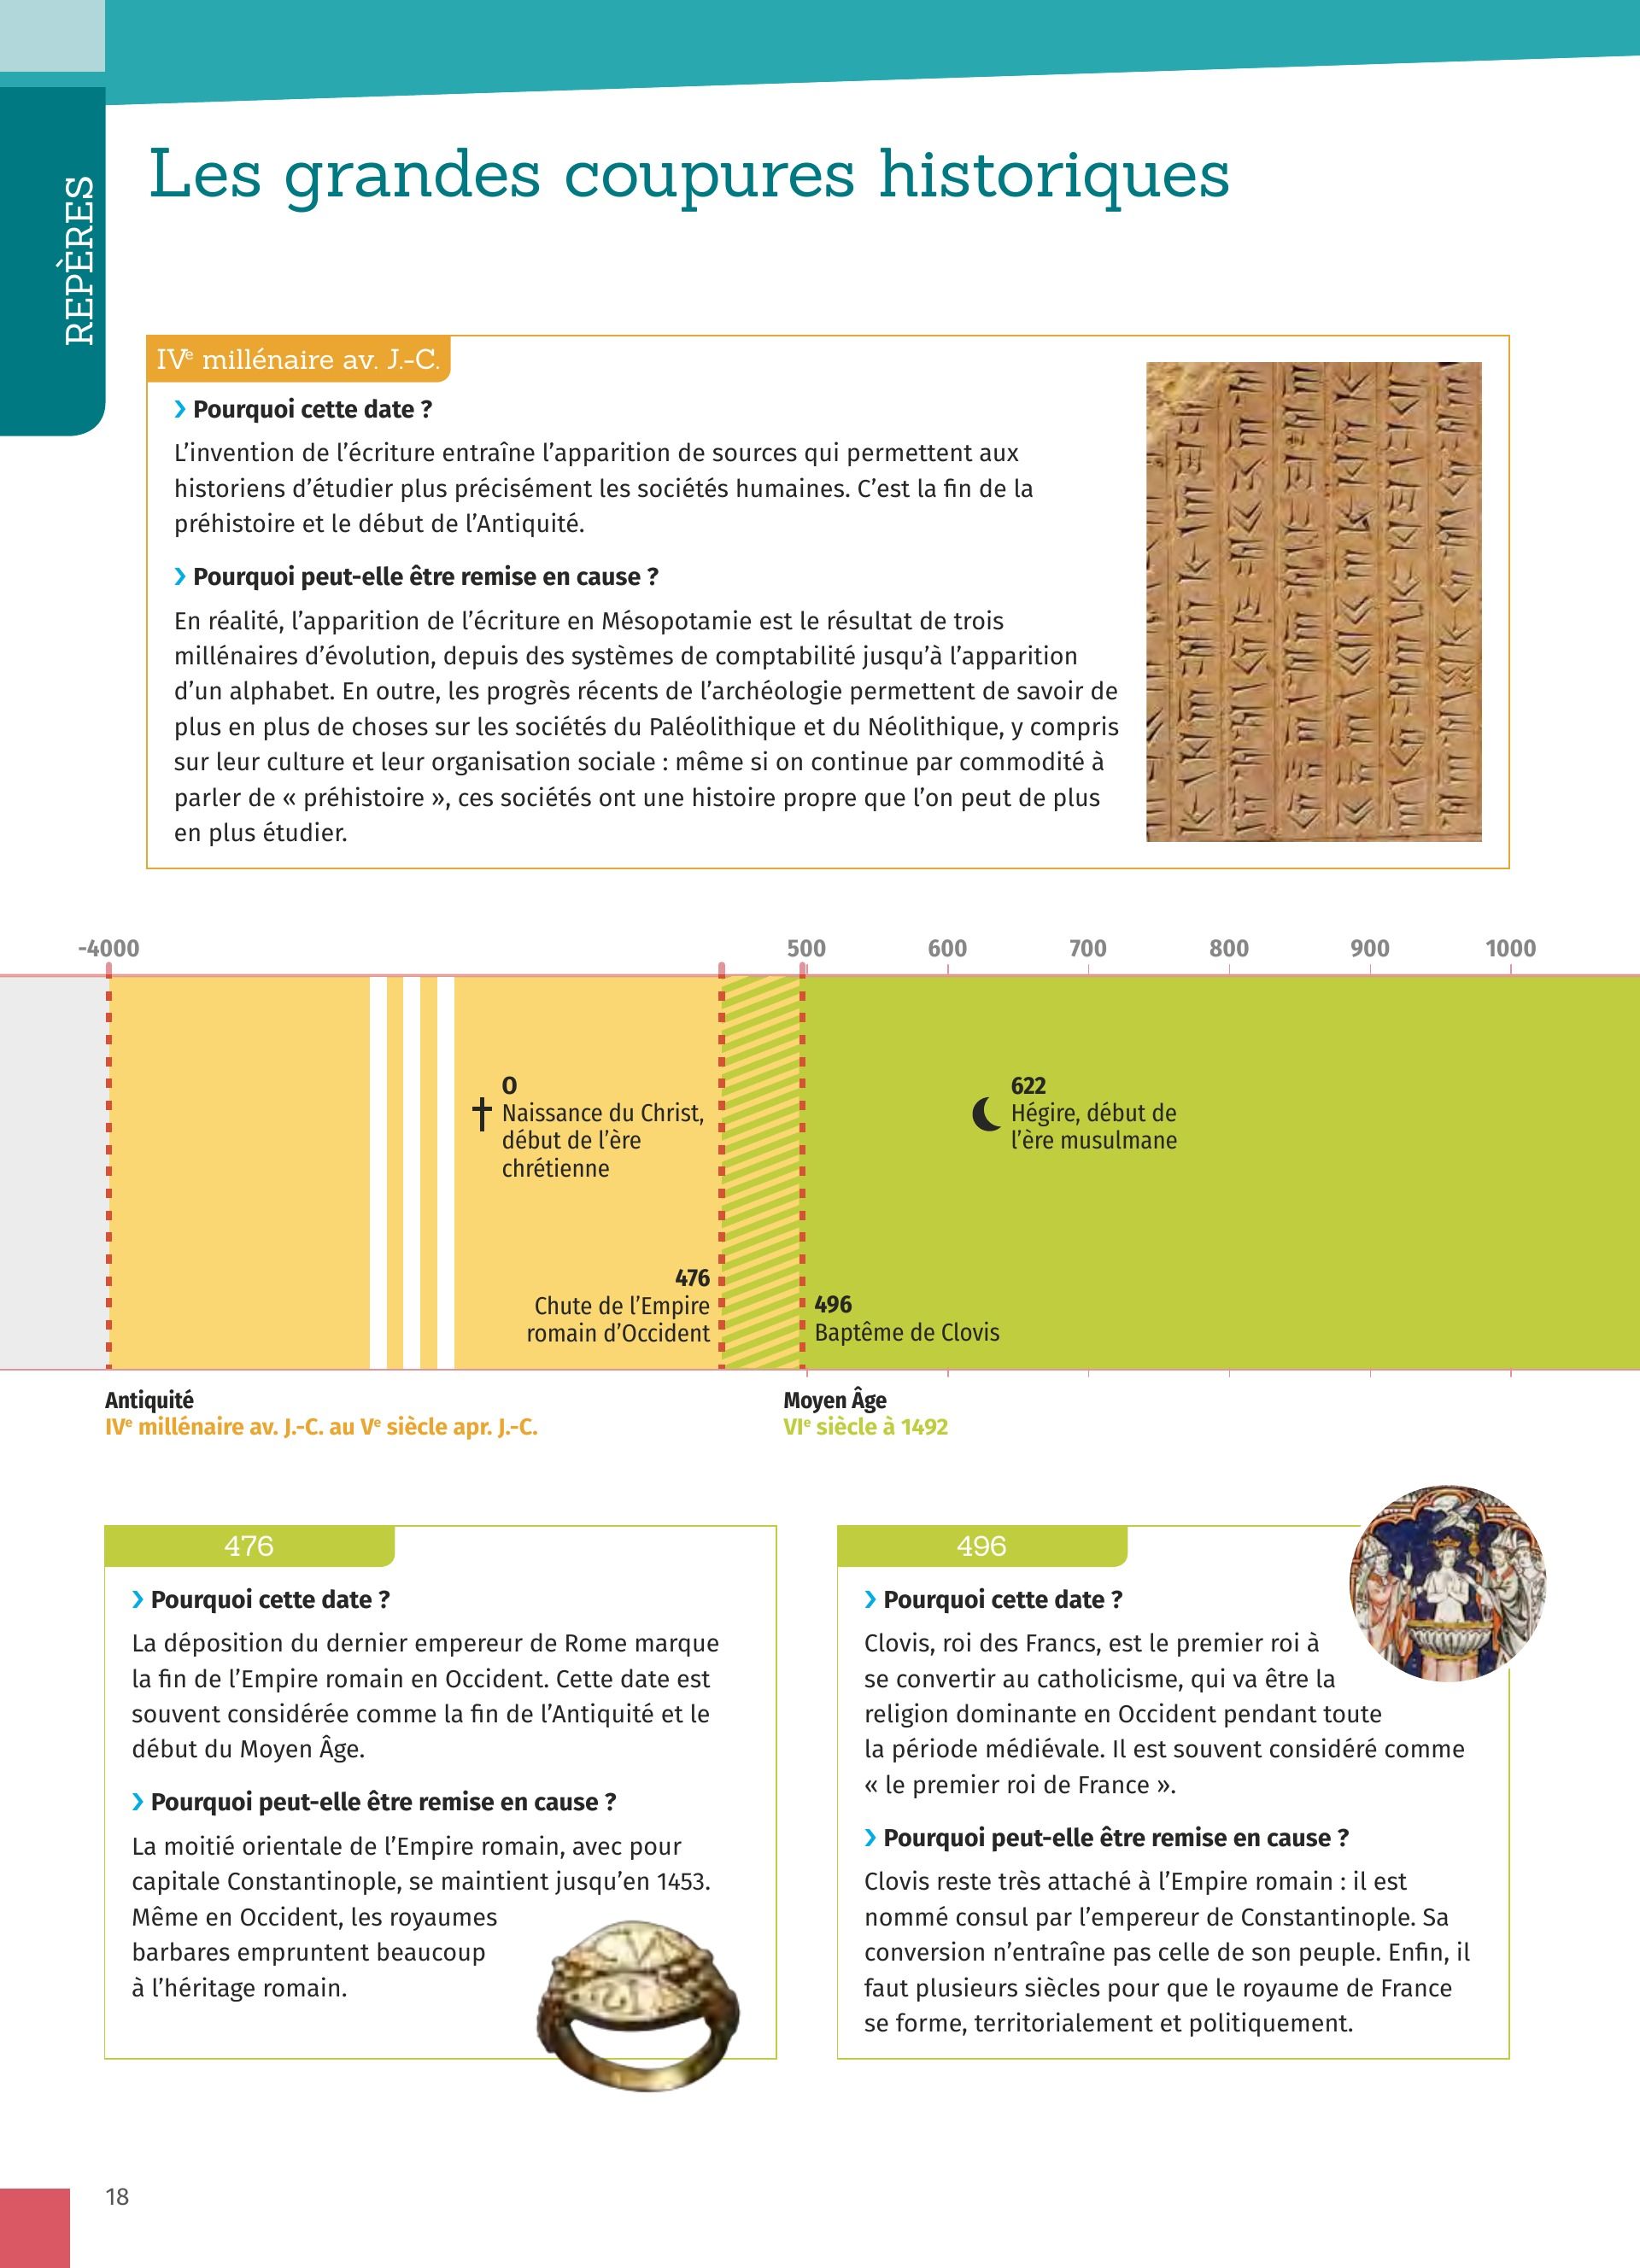 REPÈRES
Les grandes coupures historiques
IVe millénaire av. J.-C.
Pourquoi cette date ?
L’invention de l’écriture entraîne l’apparition de sources qui permettent aux
historiens d’étudier plus précisément les sociétés humaines. C’est la fin de la
préhistoire et le début de l’Antiquité.
Pourquoi peut-elle être remise en cause ?
En réalité, l’apparition de l’écriture en Mésopotamie est le résultat de trois
millénaires d’évolution, depuis des systèmes de comptabilité jusqu’à l’apparition
d’un alphabet. En outre, les progrès récents de l’archéologie permettent de savoir de
plus en plus de choses sur les sociétés du Paléolithique et du Néolithique, y compris
sur leur culture et leur organisation sociale : même si on continue par commodité à
parler de « préhistoire », ces sociétés ont une histoire propre que l’on peut de plus
en plus étudier.
-4000 500 600 700 800 900 1000
0
Naissance du Christ,
début de l’ère
chrétienne
622
Hégire, début de
l’ère musulmane
476
Chute de l’Empire
romain d’Occident
496
Baptême de Clovis
Antiquité
IVe millénaire av. J.-C. au Ve siècle apr. J.-C.
Moyen Âge
VIe siècle à 1492
476
Pourquoi cette date ?
La déposition du dernier empereur de Rome marque
la fin de l’Empire romain en Occident. Cette date est
souvent considérée comme la fin de l’Antiquité et le
début du Moyen Âge.
Pourquoi peut-elle être remise en cause ?
La moitié orientale de l’Empire romain, avec pour
capitale Constantinople, se maintient jusqu’en 1453.
Même en Occident, les royaumes
barbares empruntent beaucoup
à l’héritage romain.
496
Pourquoi cette date ?
Clovis, roi des Francs, est le premier roi à
se convertir au catholicisme, qui va être la
religion dominante en Occident pendant toute
la période médiévale. Il est souvent considéré comme
« le premier roi de France ».
Pourquoi peut-elle être remise en cause ?
Clovis reste très attaché à l’Empire romain : il est
nommé consul par l’empereur de Constantinople. Sa
conversion n’entraîne pas celle de son peuple. Enfin, il
faut plusieurs siècles pour que le royaume de France
se forme, territorialement et politiquement.
18